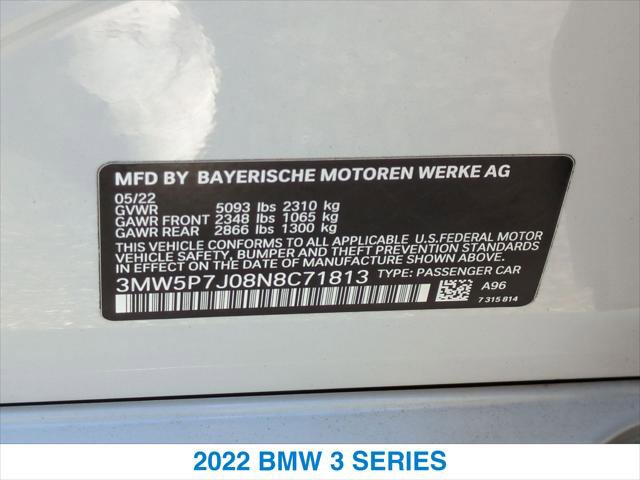 MFD BY BAYERISCHE MOTOREN WERKE AG
05/22
GVWR 5093 lbs 2310 kg
GAWR FRONT 2348 lbs 1065 kg
GAWR REAR 2866 lbs 1300 kg
THIS VEHICLE CONFORMS TO ALL APPLICABLE U.S.FEDERAL MOTOR
VEHICLE SAFETY, BUMPER AND THEFT PREVENTION STANDARDS
IN EFFECT ON THE DATE OF MANUFACTURE SHOWN ABOVE.
3MW5P7J08N8C71813 TYPE: PASSENGER CAR
A96
7 315 814
2022 BMW 3 SERIES